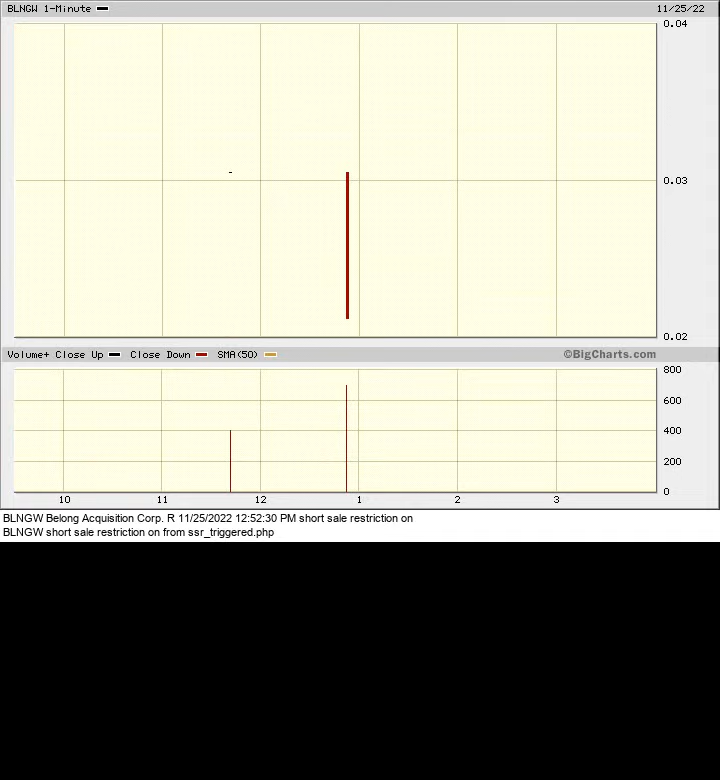 BLNGW 1-Minute 11/25/22
0.04
0.03
0.02
Volume+ Close Up Close Down SMA(50) ©BigCharts.com
800
600
400
200
0
10 11 12 1 2 3
BLNGW Belong Acquisition Corp. R 11/25/2022 12:52:30 PM short sale restriction on
BLNGW short sale restriction on from ssr_triggered.php